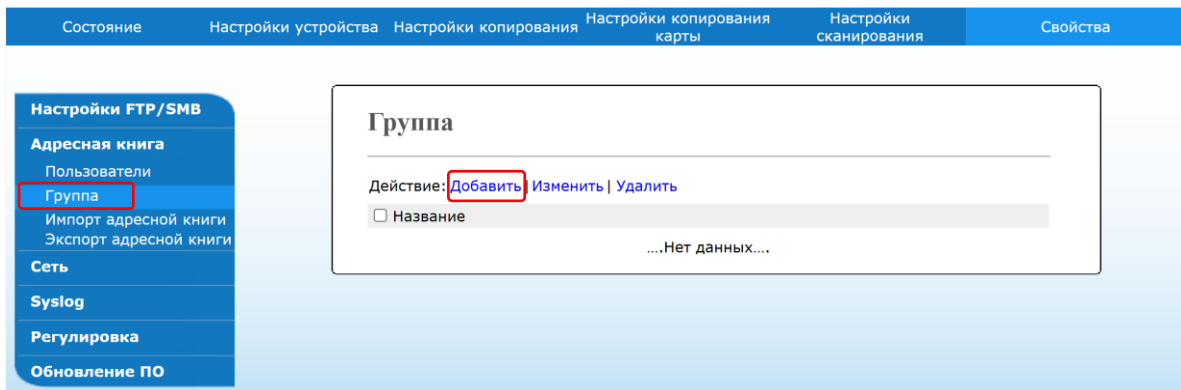 Состояние
Настройки устройства
Настройки копирования
Настройки копирования
карты
Настройки
сканирования
Свойства
Настройки FTP/SMB
Адресная книга
Пользователи
Группа
Импорт адресной книги
Экспорт адресной книги
Сеть
Syslog
Регулировка
Обновление ПО
Группа
Действие: Добавить | Изменить | Удалить
Название
....Нет данных....